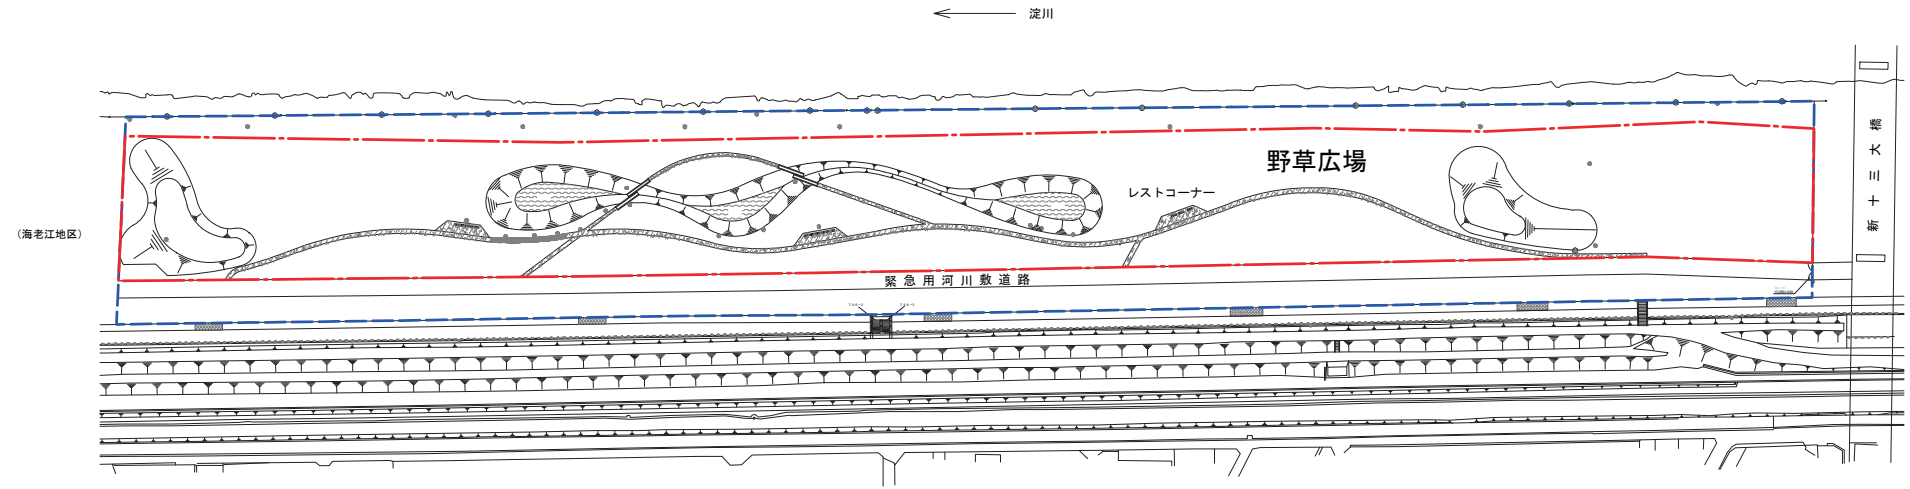 淀川
野草広場
レストコーナー
新十三大橋
(海老江地区)
緊急用河川敷道路